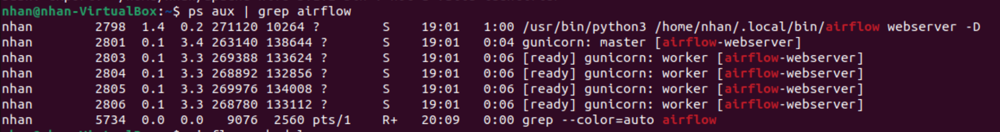 nhan@nhan-VirtualBox:~$ ps aux | grep airflow
nhan        2798  1.4  0.2 271120 10264 ?        S    19:01   1:00 /usr/bin/python3 /home/nhan/.local/bin/airflow webserver -D
nhan        2801  0.1  3.4 263140 138644 ?       S    19:01   0:04 gunicorn: master [airflow-webserver]
nhan        2803  0.1  3.3 269388 133624 ?       S    19:01   0:06 [ready] gunicorn: worker [airflow-webserver]
nhan        2804  0.1  3.3 268892 132856 ?       S    19:01   0:06 [ready] gunicorn: worker [airflow-webserver]
nhan        2805  0.1  3.3 269976 134008 ?       S    19:01   0:06 [ready] gunicorn: worker [airflow-webserver]
nhan        2806  0.1  3.3 268780 133112 ?       S    19:01   0:06 [ready] gunicorn: worker [airflow-webserver]
nhan        5734  0.0  0.0   9076  2560 pts/1    R+   20:09   0:00 grep --color=auto airflow